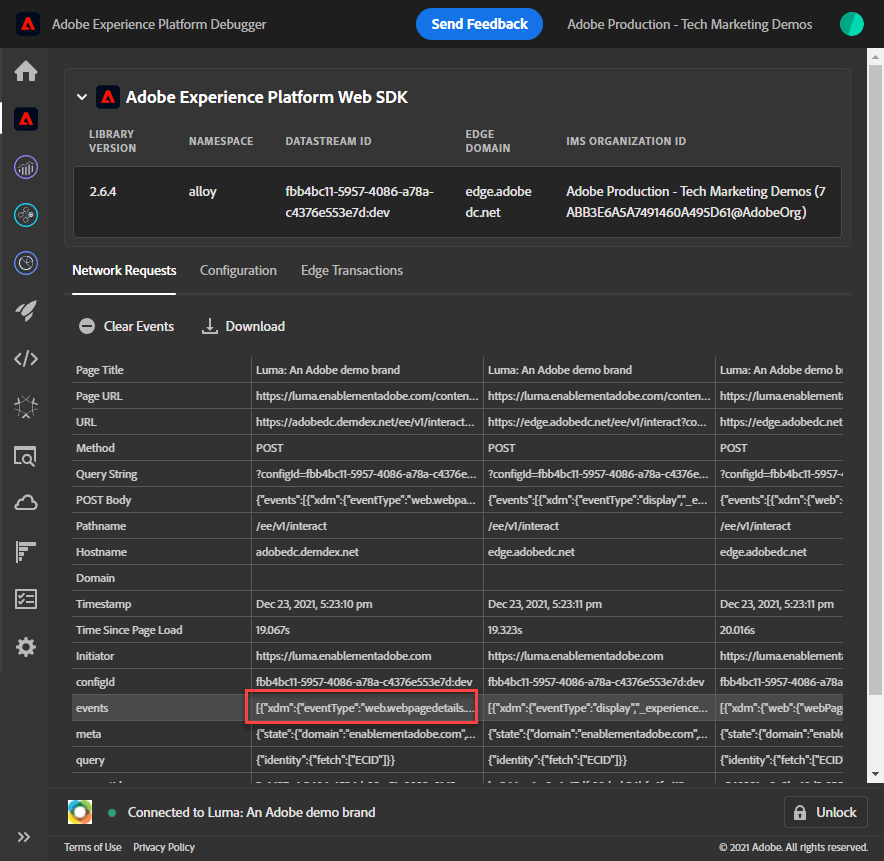 Adobe Experience Platform Debugger
Send Feedback
Adobe Production - Tech Marketing Demos
Adobe Experience Platform Web SDK
LIBRARY VERSION NAMESPACE DATASTREAM ID EDGE DOMAIN IMS ORGANIZATION ID
2.6.4 alloy fbb4bc11-5957-4086-a78a- edge.adobe Adobe Production - Tech Marketing Demos (7
c4376e553e7d:dev dc.net ABB3E6A5A7491460A495D61@AdobeOrg)
Network Requests Configuration Edge Transactions
Clear Events Download
Page Title Luma: An Adobe demo brand Luma: An Adobe demo brand Luma: An Adobe demo b
Page URL https://luma.enablementadobe.com/conten... https://luma.enablementadobe.com/conten... https://luma.enablementa
URL https://adobedc.demdex.net/ee/v1/interact... https://edge.adobedc.net/ee/v1/interact?co... https://edge.adobedc.net
Method POST POST POST
Query String ?configId=fbb4bc11-5957-4086-a78a-c4376e... ?configId=fbb4bc11-5957-4086-a78a-c4376e... ?configId=fbb4bc11-5957-4
POST Body {"events":[{"xdm":{"eventType":"web.webpa... {"events":[{"xdm":{"eventType":"display","_e... {"events":[{"xdm":{"web":
Pathname /ee/v1/interact /ee/v1/interact /ee/v1/interact
Hostname adobedc.demdex.net edge.adobedc.net edge.adobedc.net
Domain
Timestamp Dec 23, 2021, 5:23:10 pm Dec 23, 2021, 5:23:11 pm Dec 23, 2021, 5:23:11 pm
Time Since Page Load 19.067s 19.323s 20.016s
Initiator https://luma.enablementadobe.com https://luma.enablementadobe.com https://luma.enablementa
configId fbb4bc11-5957-4086-a78a-c4376e553e7d:dev fbb4bc11-5957-4086-a78a-c4376e553e7d:dev fbb4bc11-5957-4086-a78a
events [{"xdm":{"eventType":"web.webpagedetails.... [{"xdm":{"eventType":"display","_experience... [{"xdm":{"web":{"webPag
meta {"state":{"domain":"enablementadobe.com",... {"state":{"domain":"enablementadobe.com",... {"state":{"domain":"enable
query {"identity":{"fetch":["ECID"]}} {"identity":{"fetch":["ECID"]}} {"identity":{"fetch":["ECID
Connected to Luma: An Adobe demo brand
Unlock
Terms of Use Privacy Policy © 2021 Adobe. All rights reserved.